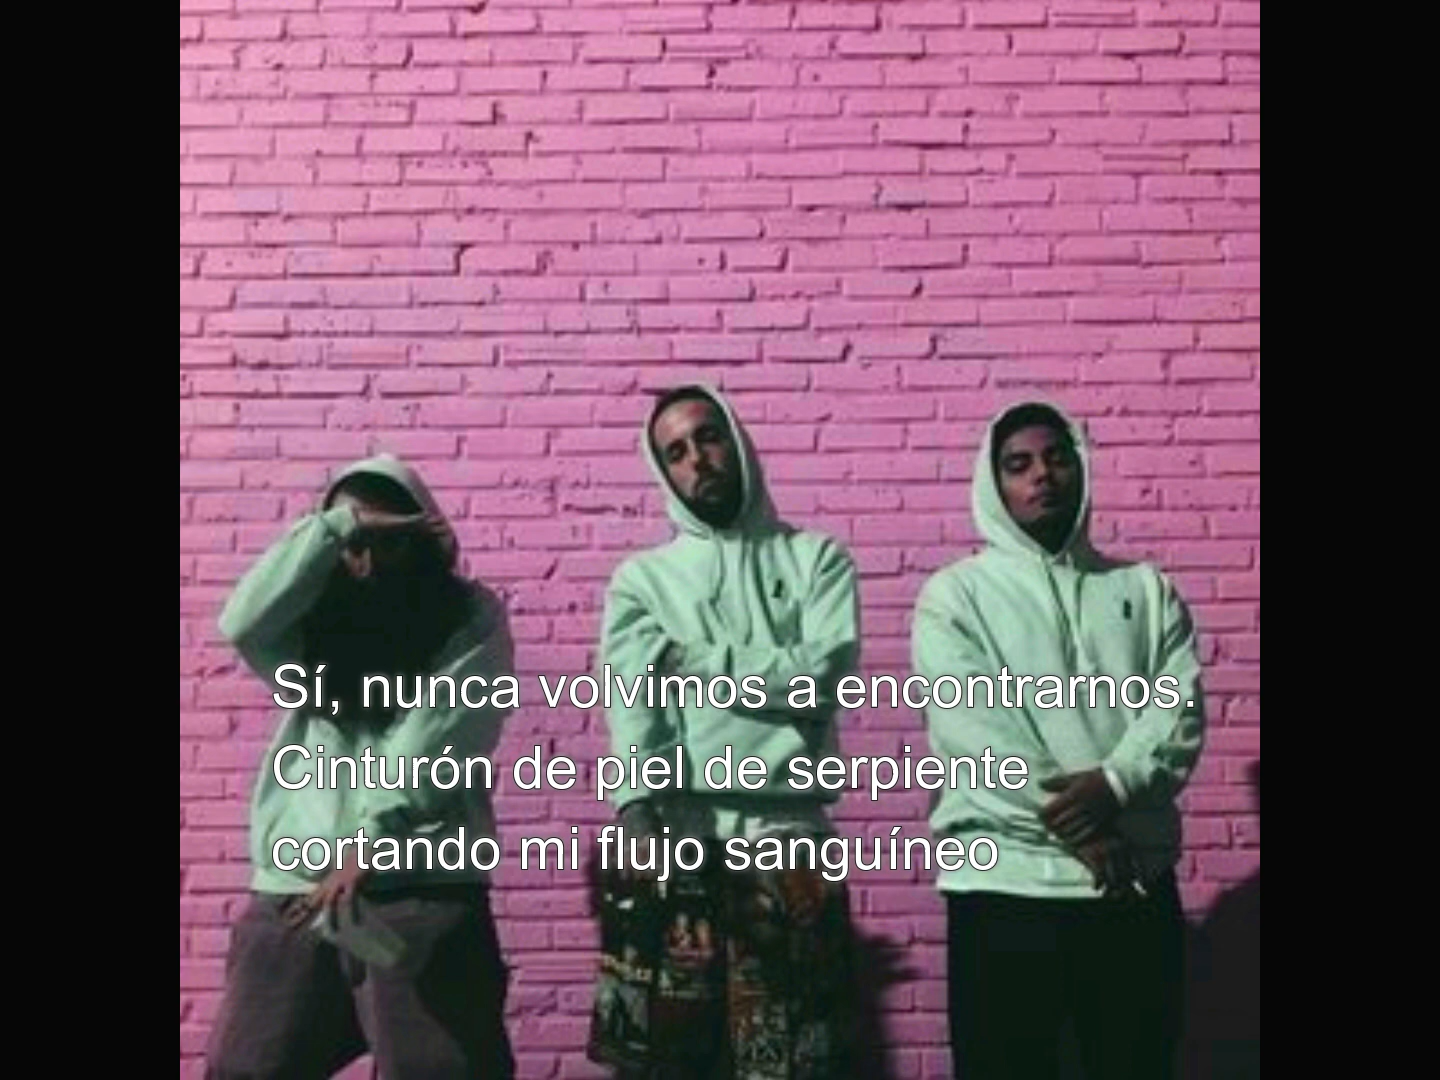 Sí, nunca volvimos a encontrarnos.
Cinturón de piel de serpiente
cortando mi flujo sanguíneo